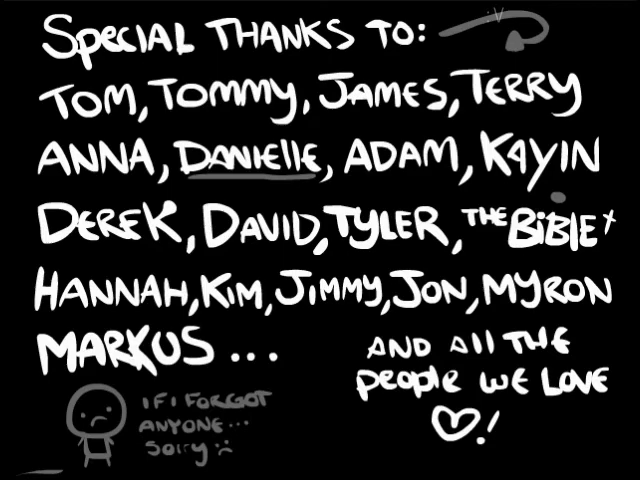 SPECIAL THANKS TO: :V
TOM, TOMMY, JAMES, TERRY
ANNA, DANIELLE, ADAM, KAYIN
DEREK, DAVID, TYLER, THE BIBLE
HANNAH, KIM, JIMMY, JON, MYRON
MARKUS...
AND All THE
people WE LOVE
♡!
IF I FORGOT
ANYONE...
SORRY :(